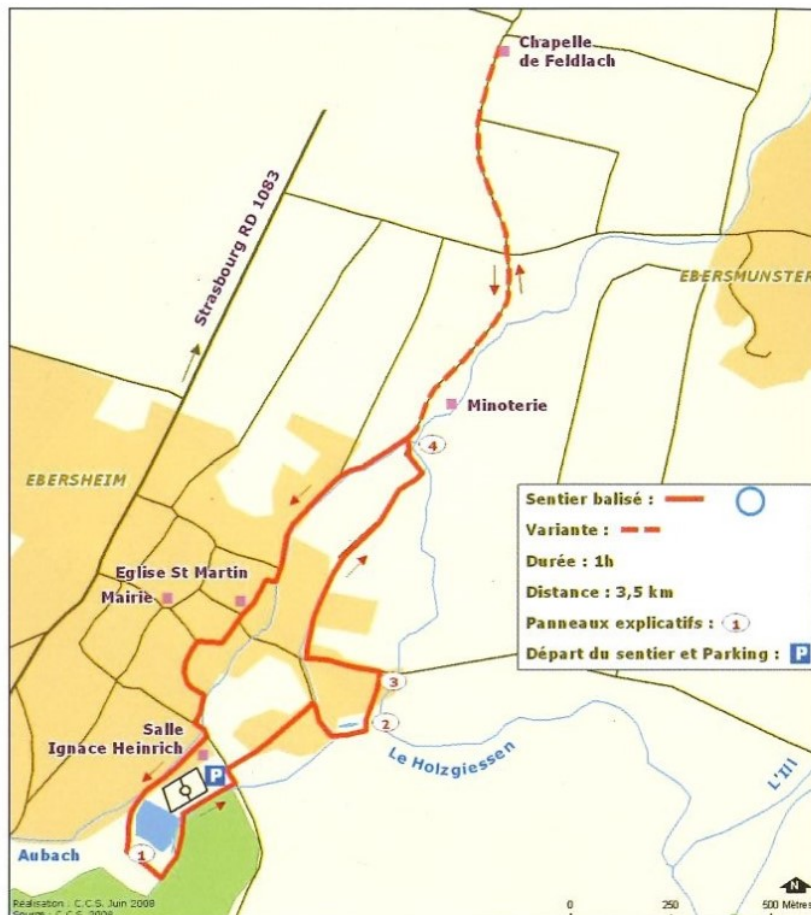 Chapelle
de Feldlach
Strasbourg RD 1083
EBERSMUNSTER
Minoterie
4
EBERSHEIM
Sentier balisé :
Variante :
Durée : 1h
Distance : 3,5 km
Panneaux explicatifs : 1
Départ du sentier et Parking : P
Eglise St Martin
Mairie
3
2
Salle
Ignace Heinrich
P
Le Holzgiessen
L'Ill
Aubach
1
N
Réalisation : C.C.S. Juin 2008
Source : C.C.S. 2008
0 250 500 Mètres